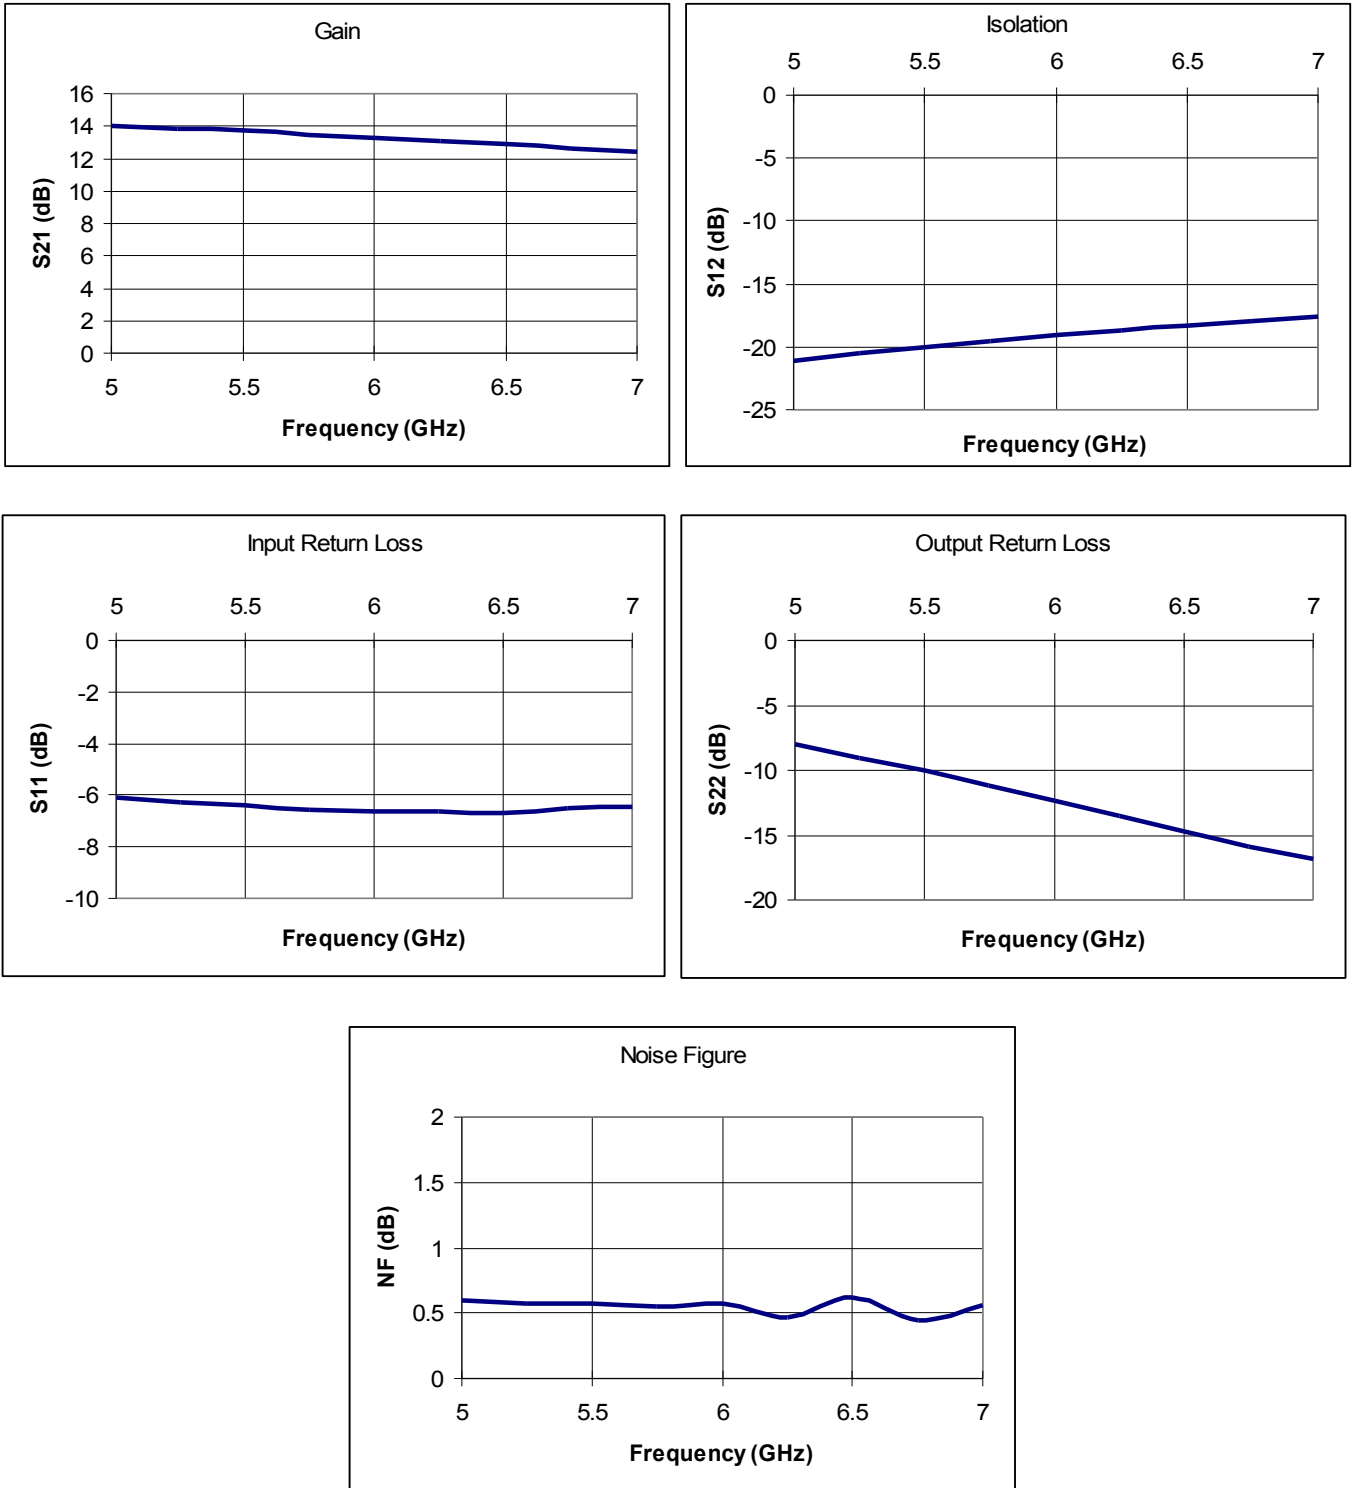 Gain
16
14
12
10
8
6
4
2
0
S21 (dB)
5 5.5 6 6.5 7
Frequency (GHz)
Isolation
5 5.5 6 6.5 7
0
-5
-10
-15
-20
-25
S12 (dB)
Frequency (GHz)
Input Return Loss
5 5.5 6 6.5 7
0
-2
-4
-6
-8
-10
S11 (dB)
Frequency (GHz)
Output Return Loss
5 5.5 6 6.5 7
0
-5
-10
-15
-20
S22 (dB)
Frequency (GHz)
Noise Figure
2
1.5
1
0.5
0
NF (dB)
5 5.5 6 6.5 7
Frequency (GHz)